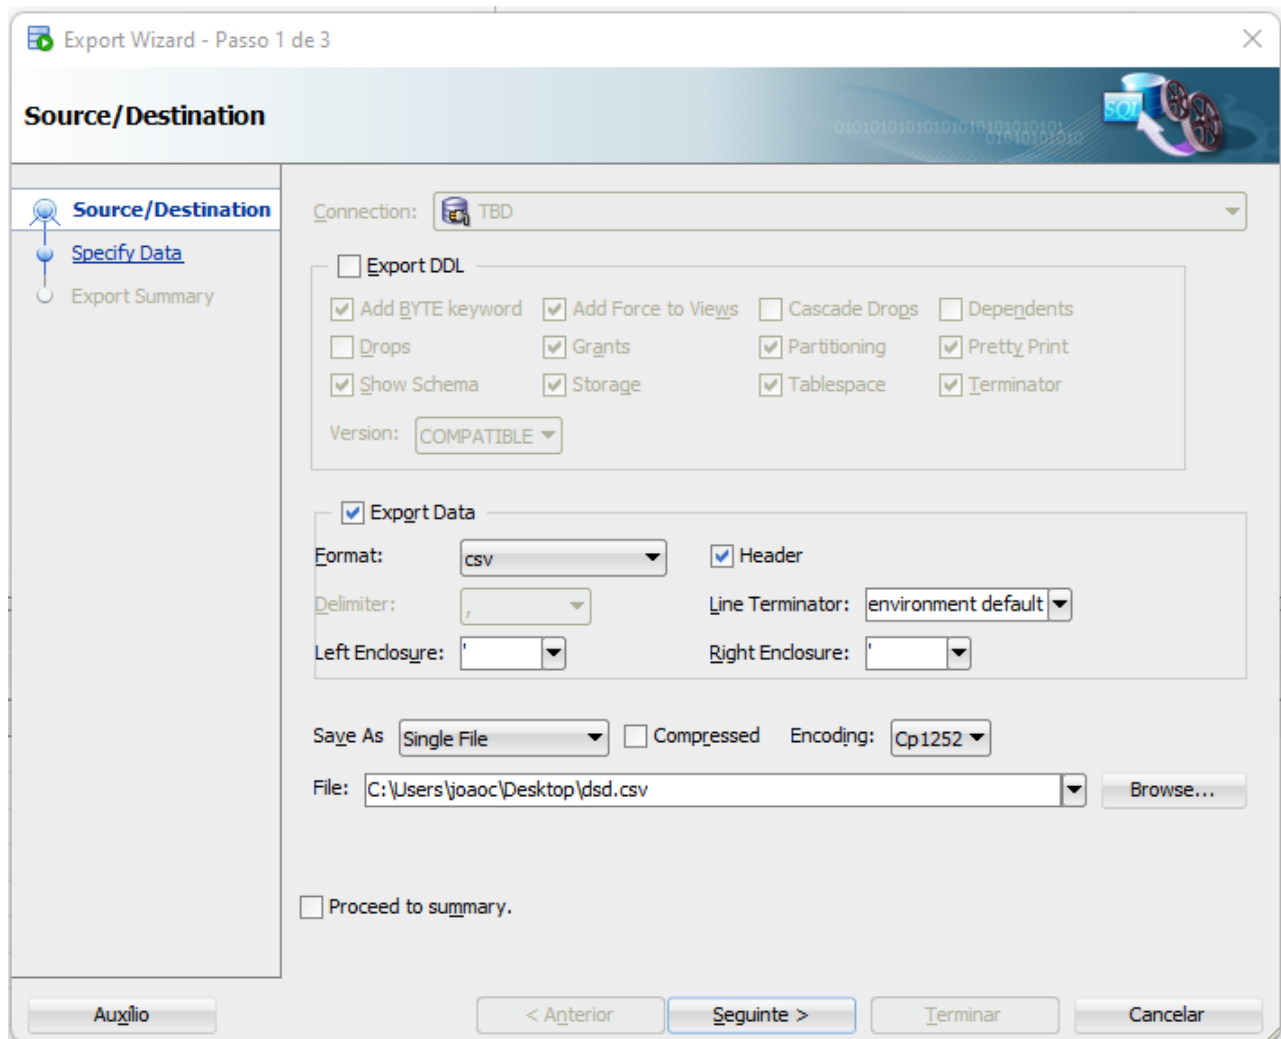 Export Wizard - Passo 1 de 3
Source/Destination
SQL
010101010101010101010101010101
01010101010
Source/Destination
Specify Data
Export Summary
Connection: TBD
Export DDL
Add BYTE keyword Add Force to Views Cascade Drops Dependents
Drops Grants Partitioning Pretty Print
Show Schema Storage Tablespace Terminator
Version: COMPATIBLE
Export Data
Format: csv Header
Delimiter: , Line Terminator: environment default
Left Enclosure: ' Right Enclosure: '
Save As Single File Compressed Encoding: Cp1252
File: C:\Users\joaoc\Desktop\dsd.csv Browse...
Proceed to summary.
Auxílio < Anterior Seguinte > Terminar Cancelar